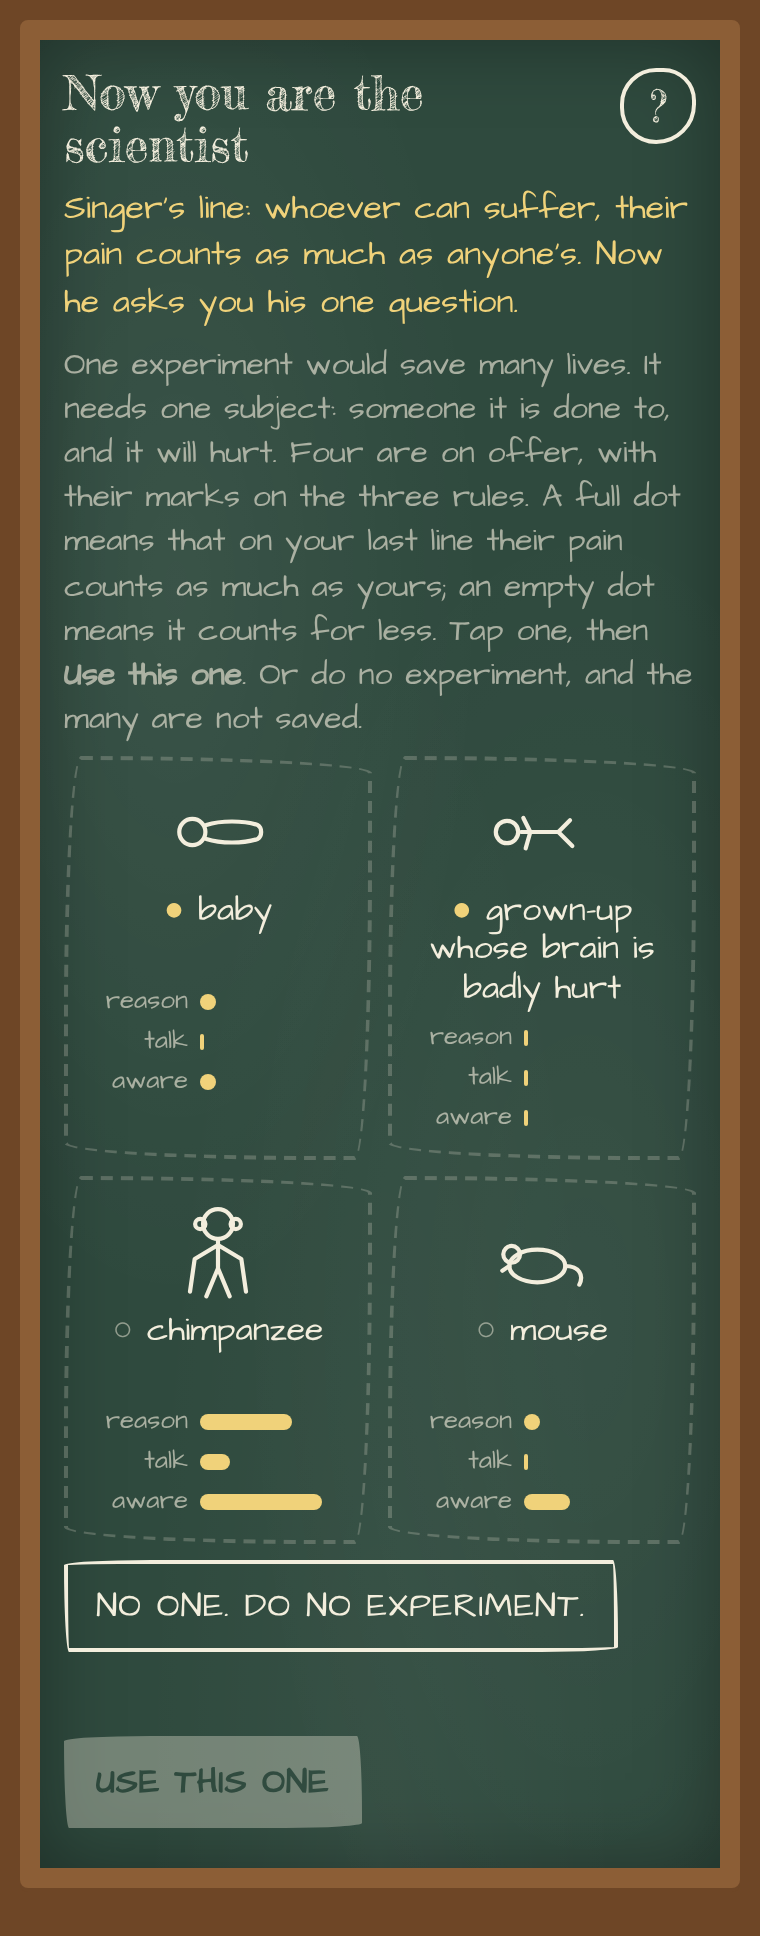 Now you are the
scientist
?
Singer's line: whoever can suffer, their
pain counts as much as anyone's. Now
he asks you his one question.
One experiment would save many lives. It
needs one subject: someone it is done to,
and it will hurt. Four are on offer, with
their marks on the three rules. A full dot
means that on your last line their pain
counts as much as yours; an empty dot
means it counts for less. Tap one, then
Use this one. Or do no experiment, and the
many are not saved.
baby
reason
talk
aware
grown-up
whose brain is
badly hurt
reason
talk
aware
chimpanzee
reason
talk
aware
mouse
reason
talk
aware
NO ONE. DO NO EXPERIMENT.
USE THIS ONE